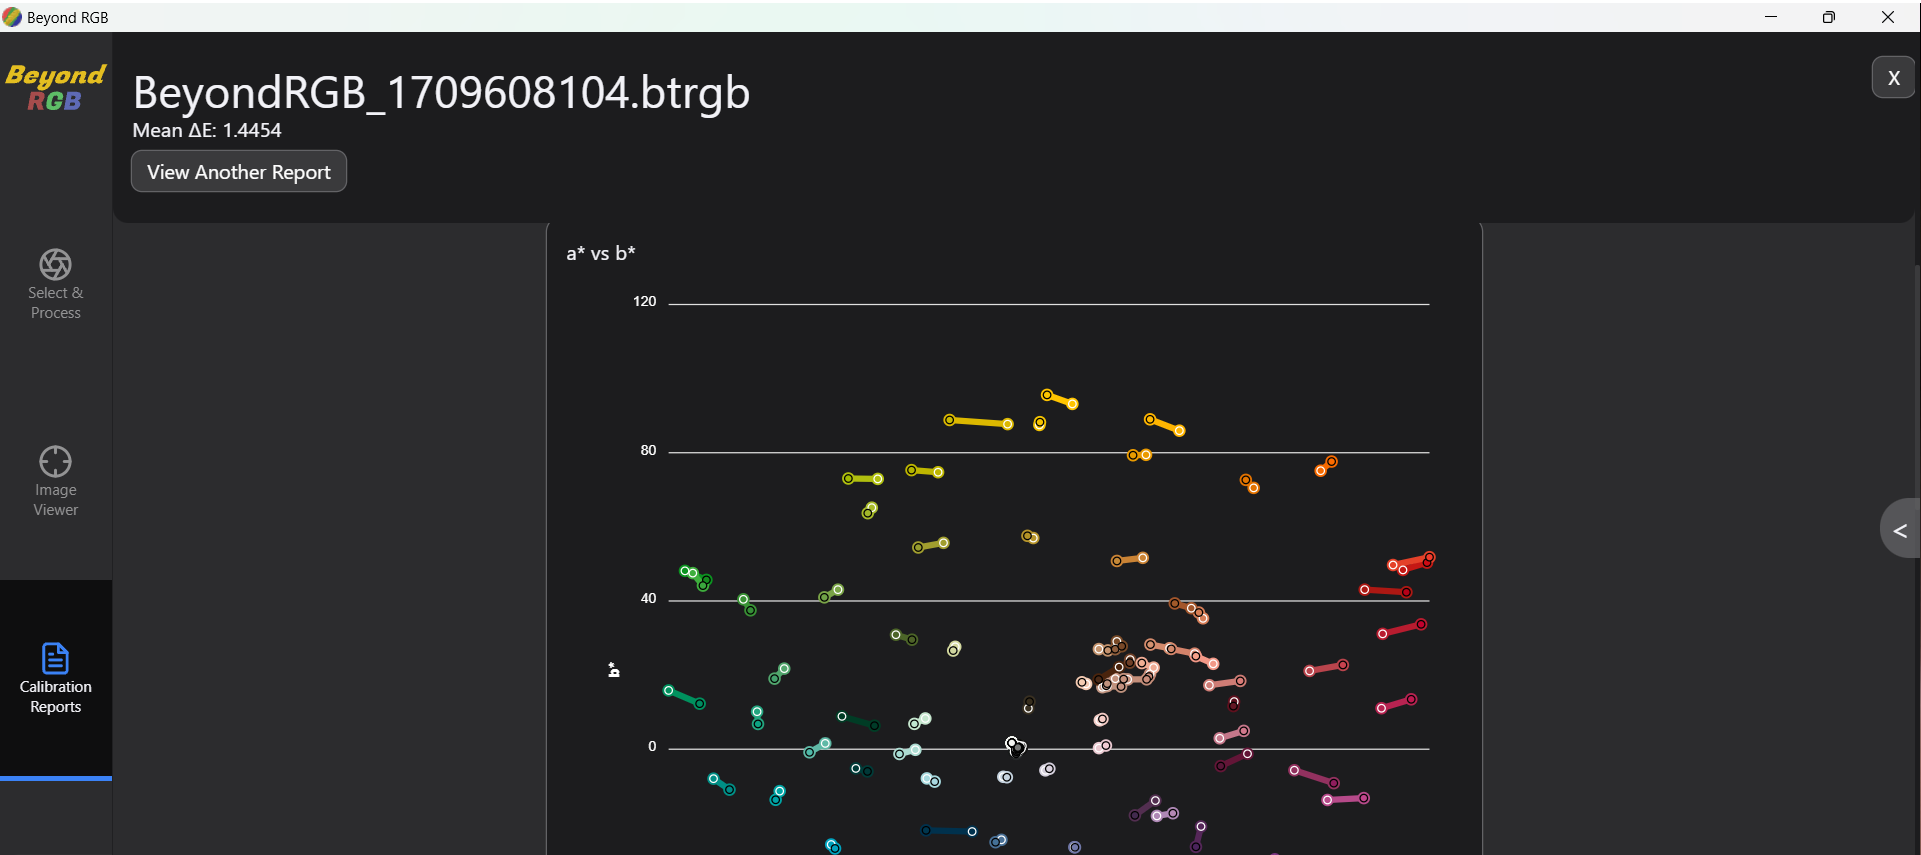 Beyond RGB
Beyond
RGB
BeyondRGB_1709608104.btrgb
X
Mean ΔE: 1.4454
View Another Report
Select &
Process
Image
Viewer
Calibration
Reports
a* vs b*
120
80
40
b*
0
<